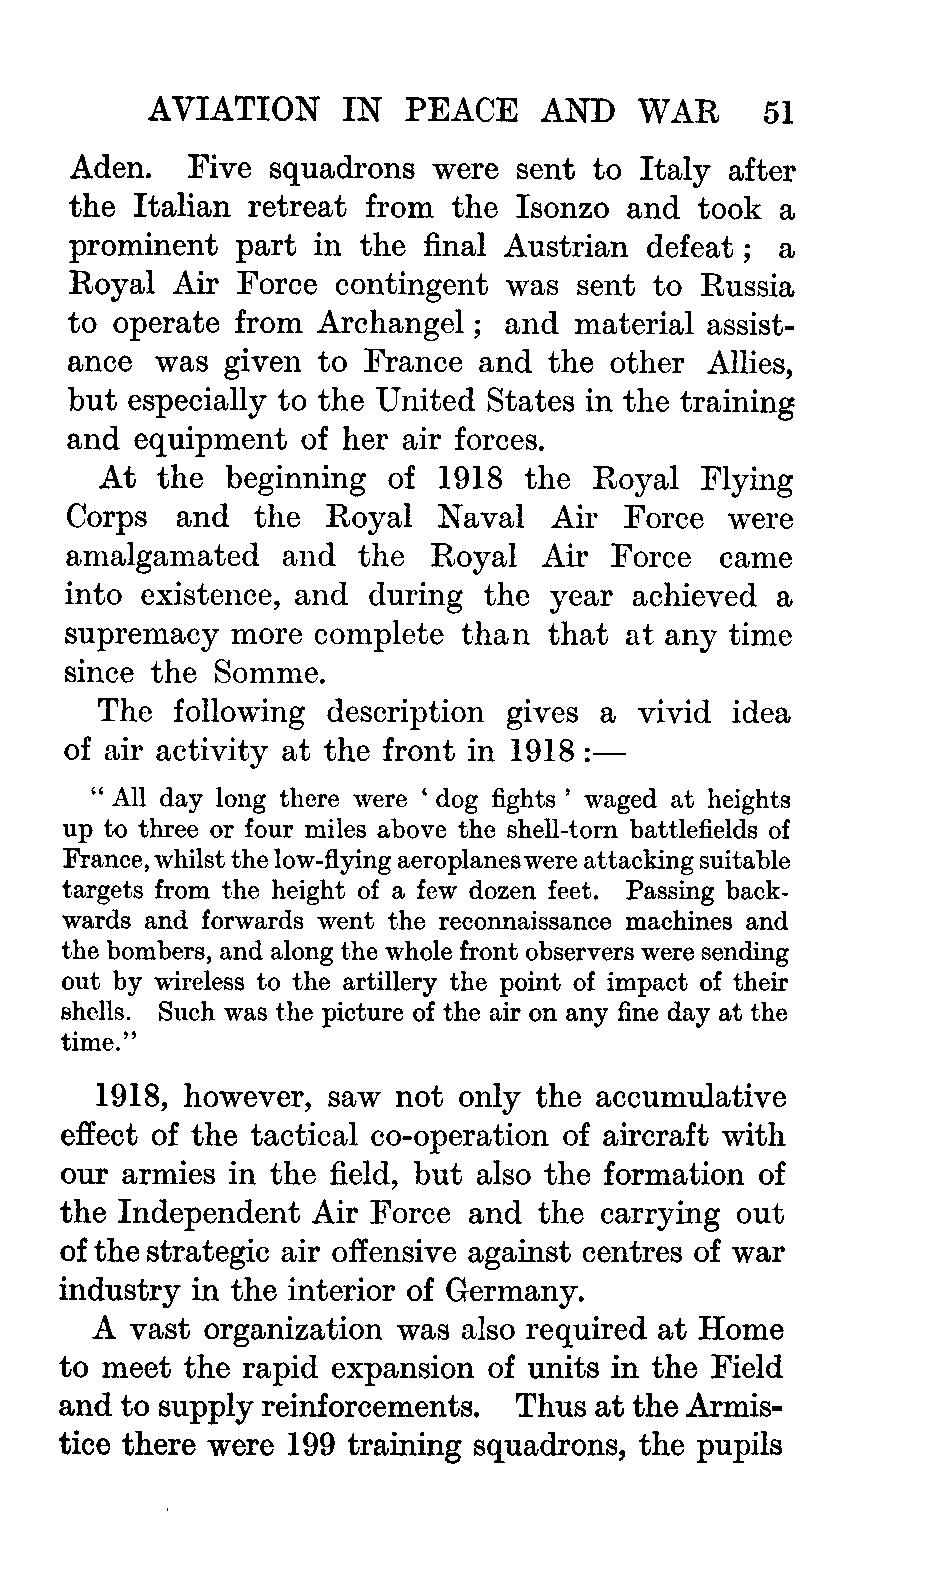 AVIATION IN PEACE AND WAR 51
Aden. Five squadrons were sent to Italy after
the Italian retreat from the Isonzo and took a
prominent part in the final Austrian defeat ; a
Royal Air Force contingent was sent to Russia
to operate from Archangel ; and material assist-
ance was given to France and the other Allies,
but especially to the United States in the training
and equipment of her air forces.
At the beginning of 1918 the Royal Flying
Corps and the Royal Naval Air Force were
amalgamated and the Royal Air Force came
into existence, and during the year achieved a
supremacy more complete than that at any time
since the Somme.
The following description gives a vivid idea
of air activity at the front in 1918 :—
“ All day long there were ‘ dog fights ’ waged at heights
up to three or four miles above the shell-torn battlefields of
France, whilst the low-flying aeroplanes were attacking suitable
targets from the height of a few dozen feet. Passing back-
wards and forwards went the reconnaissance machines and
the bombers, and along the whole front observers were sending
out by wireless to the artillery the point of impact of their
shells. Such was the picture of the air on any fine day at the
time.”
1918, however, saw not only the accumulative
effect of the tactical co-operation of aircraft with
our armies in the field, but also the formation of
the Independent Air Force and the carrying out
of the strategic air offensive against centres of war
industry in the interior of Germany.
A vast organization was also required at Home
to meet the rapid expansion of units in the Field
and to supply reinforcements. Thus at the Armis-
tice there were 199 training squadrons, the pupils